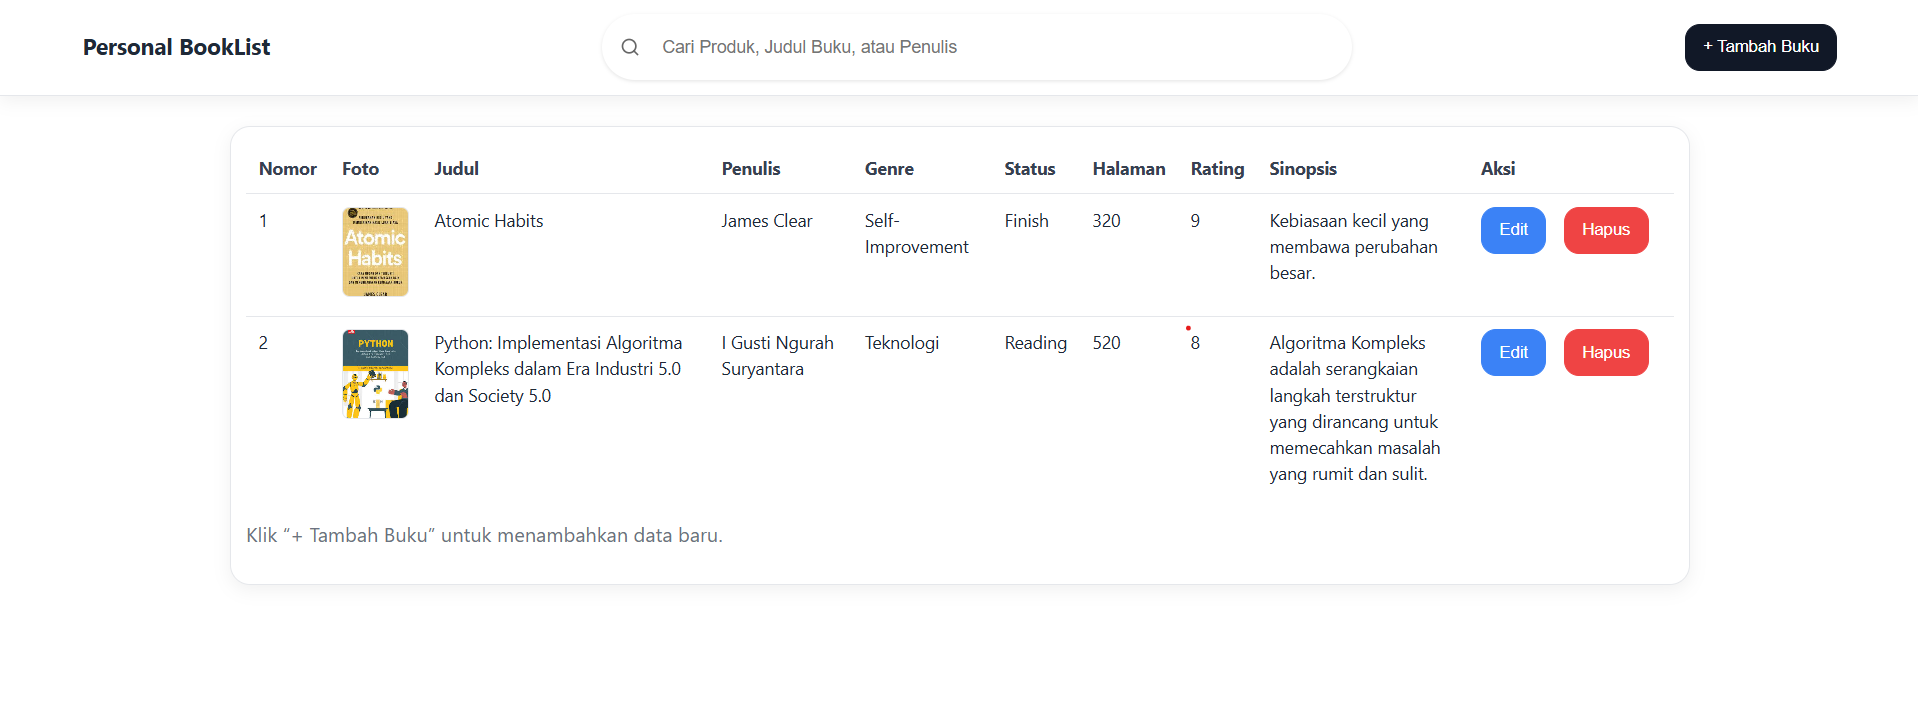 Personal BookList
Cari Produk, Judul Buku, atau Penulis
+ Tambah Buku
Nomor Foto Judul Penulis Genre Status Halaman Rating Sinopsis Aksi
1 Atomic Habits James Clear Self-Improvement Finish 320 9 Kebiasaan kecil yang membawa perubahan besar. Edit Hapus
Atomic
Habits
JAMES CLEAR
2 Python: Implementasi Algoritma Kompleks dalam Era Industri 5.0 dan Society 5.0 I Gusti Ngurah Suryantara Teknologi Reading 520 8 Algoritma Kompleks adalah serangkaian langkah terstruktur yang dirancang untuk memecahkan masalah yang rumit dan sulit. Edit Hapus
PYTHON
Klik “+ Tambah Buku” untuk menambahkan data baru.